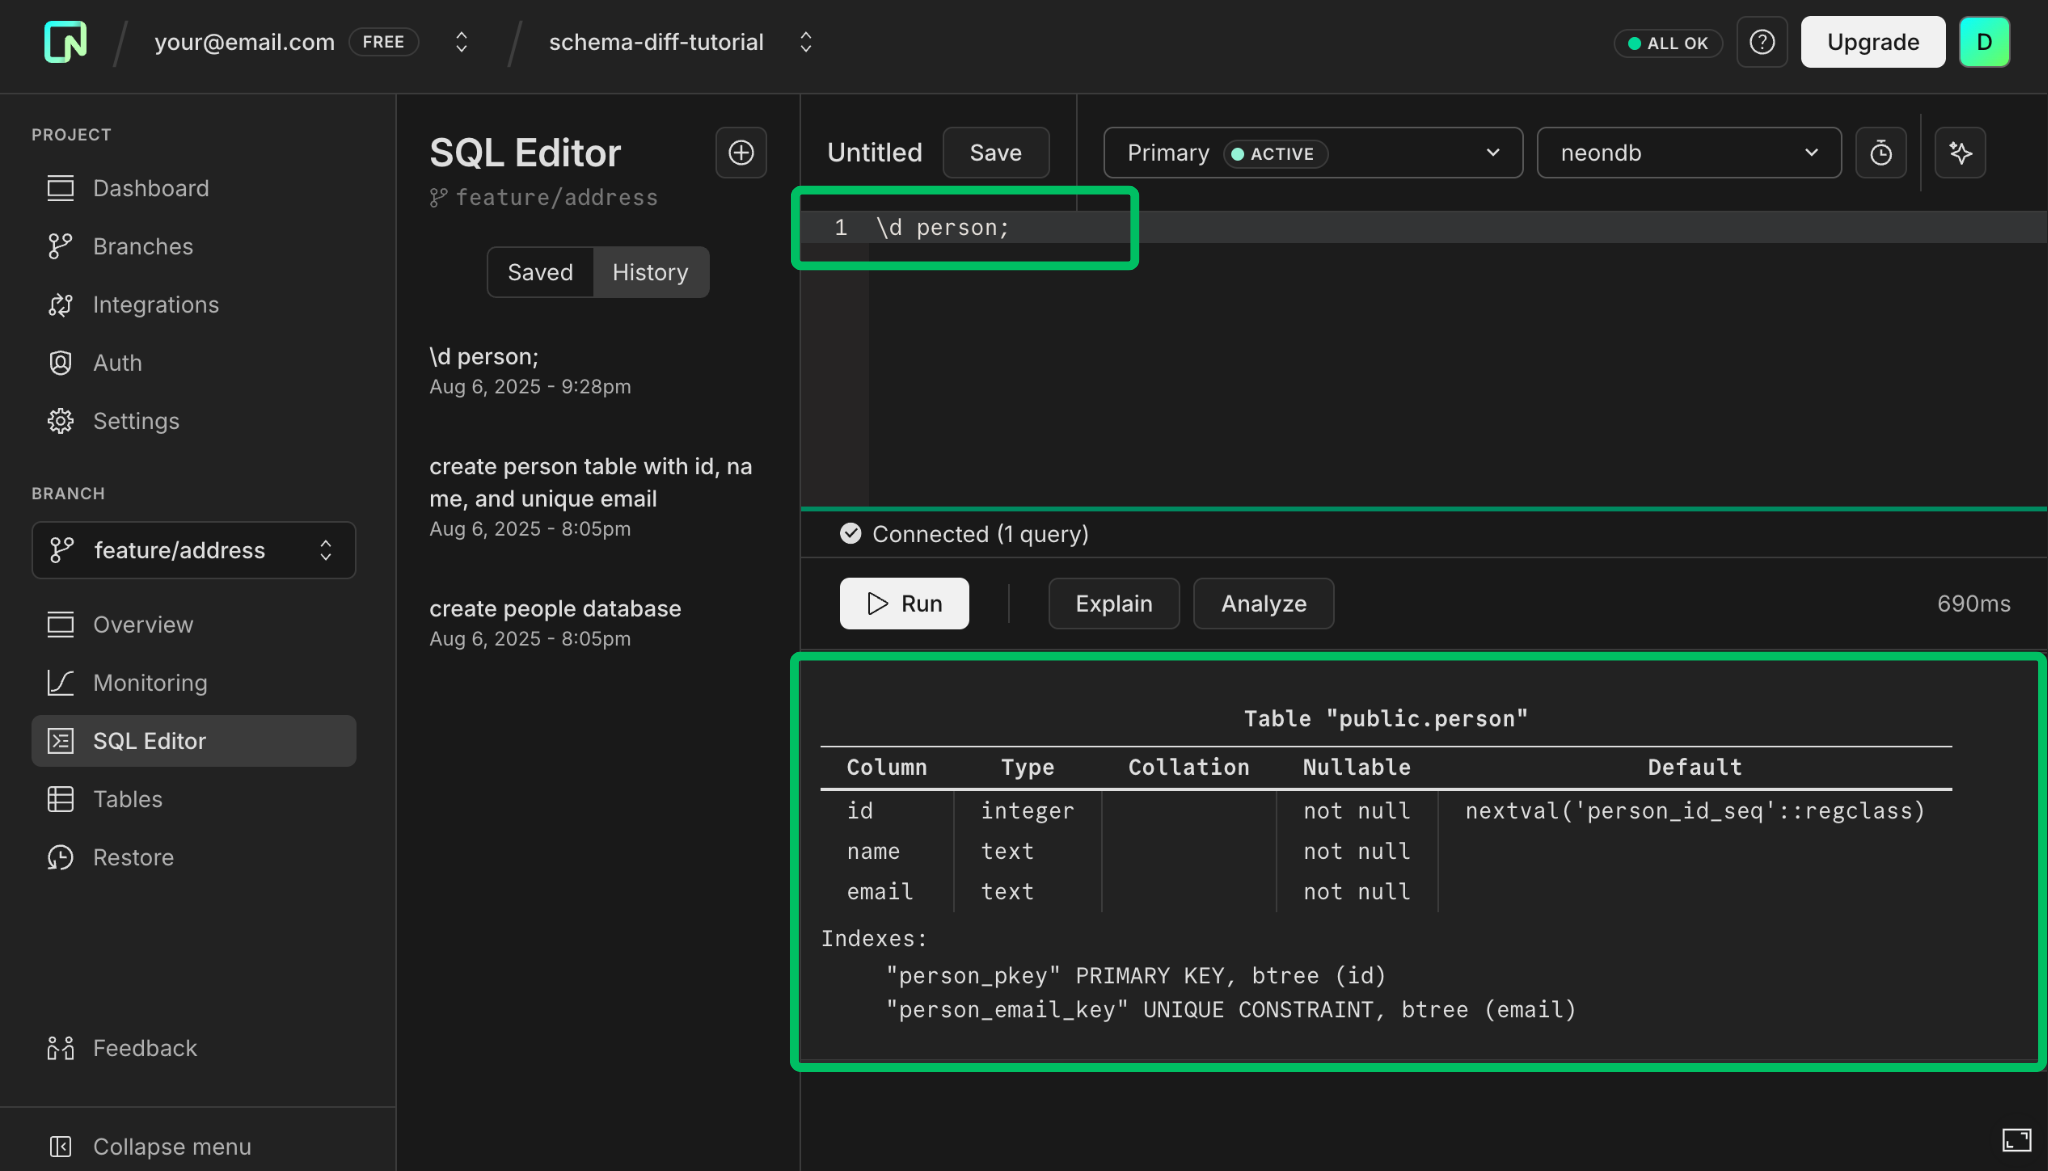 your@email.com FREE schema-diff-tutorial ALL OK Upgrade D
PROJECT
Dashboard
Branches
Integrations
Auth
Settings
BRANCH
feature/address
Overview
Monitoring
SQL Editor
Tables
Restore
Feedback
Collapse menu
SQL Editor
feature/address
Saved History
\d person;
Aug 6, 2025 - 9:28pm
create person table with id, na
me, and unique email
Aug 6, 2025 - 8:05pm
create people database
Aug 6, 2025 - 8:05pm
Untitled Save Primary ACTIVE neondb
1 \d person;
Connected (1 query)
Run Explain Analyze 690ms
Table "public.person"
Column Type Collation Nullable Default
id integer not null nextval('person_id_seq'::regclass)
name text not null
email text not null
Indexes:
"person_pkey" PRIMARY KEY, btree (id)
"person_email_key" UNIQUE CONSTRAINT, btree (email)